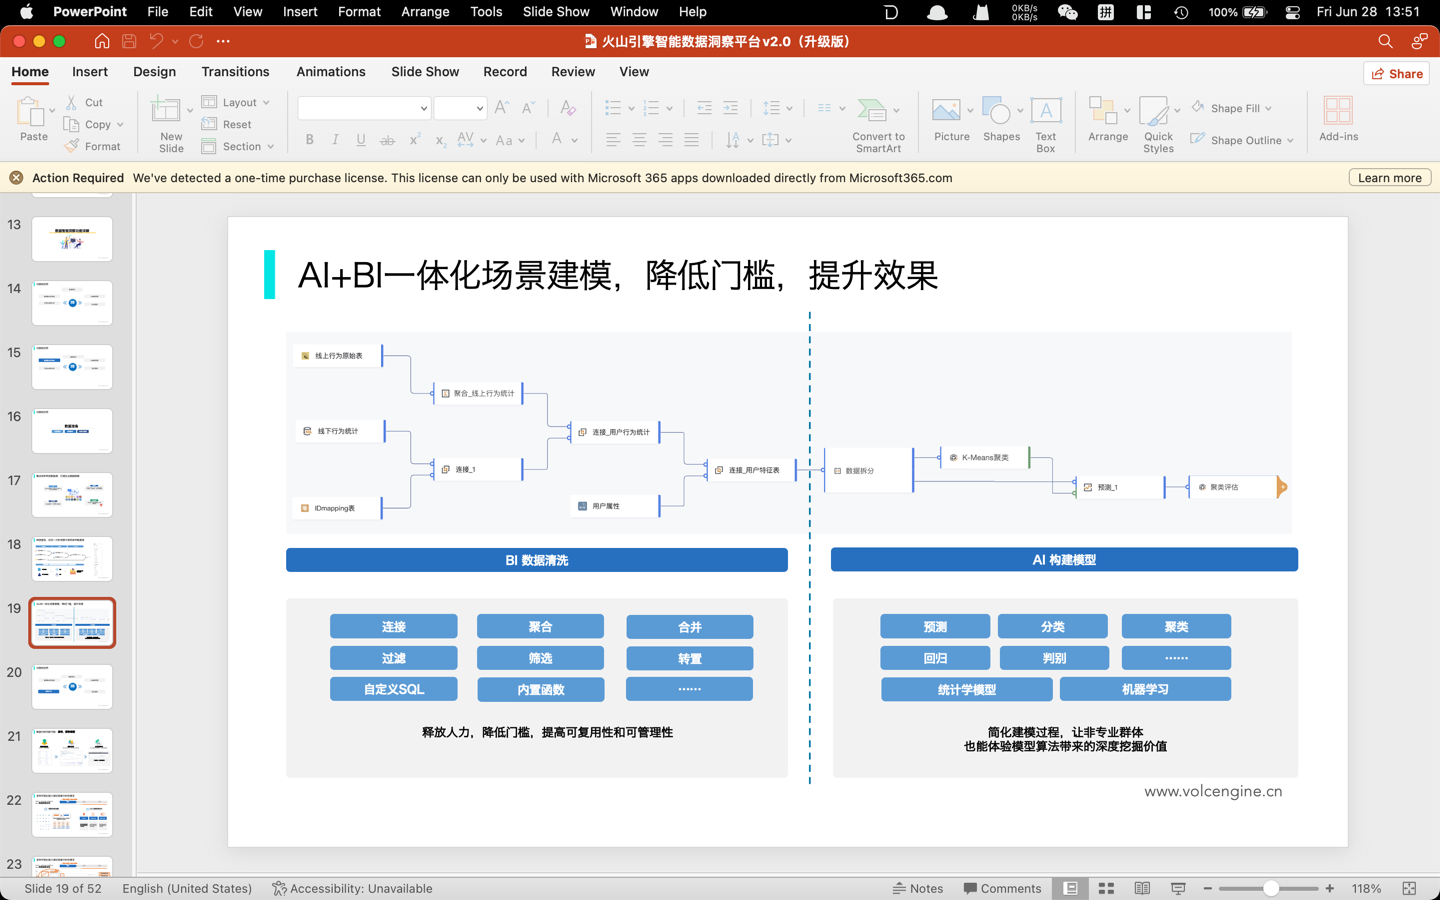 PowerPoint File Edit View Insert Format Arrange Tools Slide Show Window Help
0KB/s
0KB/s
拼
100%
Fri Jun 28 13:51
火山引擎智能数据洞察平台v2.0（升级版）
Home Insert Design Transitions Animations Slide Show Record Review View
Share
Paste
Cut
Copy
Format
New Slide
Layout
Reset
Section
Convert to SmartArt
Picture
Shapes
Text Box
Arrange
Quick Styles
Shape Fill
Shape Outline
Add-ins
Action Required We've detected a one-time purchase license. This license can only be used with Microsoft 365 apps downloaded directly from Microsoft365.com
Learn more
13
14
15
16
17
18
19
20
21
22
23
AI+BI一体化场景建模，降低门槛，提升效果
线上行为原始表
聚合_线上行为统计
线下行为统计
连接_用户行为统计
连接_1
连接_用户特征表
IDmapping表
用户属性
数据拆分
K-Means聚类
预测_1
聚类评估
BI 数据清洗
AI 构建模型
连接 聚合 合并
过滤 筛选 转置
自定义SQL 内置函数 ······
释放人力，降低门槛，提高可复用性和可管理性
预测 分类 聚类
回归 判别 ······
统计学模型 机器学习
简化建模过程，让非专业群体
也能体验模型算法带来的深度挖掘价值
www.volcengine.cn
Slide 19 of 52
English (United States)
Accessibility: Unavailable
Notes
Comments
118%